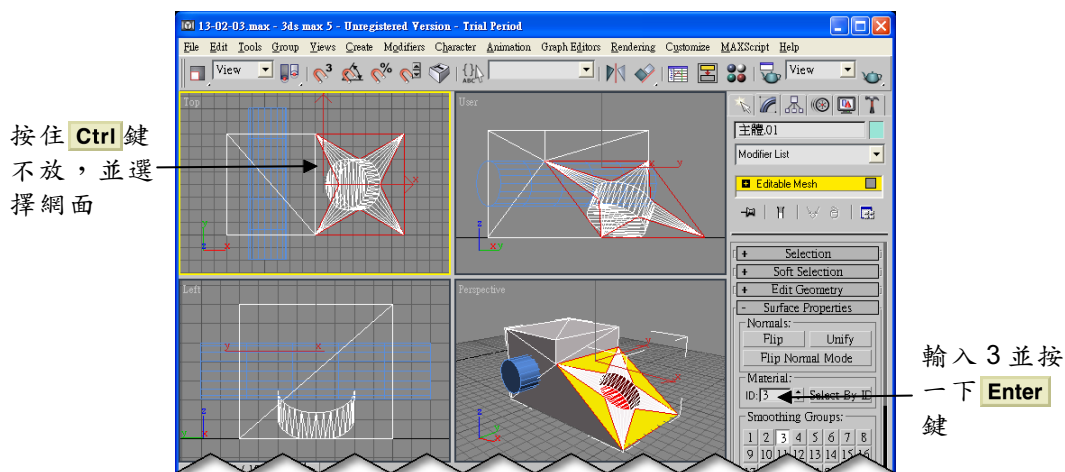 13-02-03.max - 3ds max 5 - Unregistered Version - Trial Period
File Edit Tools Group Views Create Modifiers Character Animation Graph Editors Rendering Customize MAXScript Help
View
View
按住 Ctrl 鍵
不放，並選
擇網面
Top
User
Left
Perspective
主體01
Modifier List
Editable Mesh
+ Selection
+ Soft Selection
+ Edit Geometry
- Surface Properties
Normals:
Flip Unify
Flip Normal Mode
Material:
ID: 3 Select By ID
Smoothing Groups:
1 2 3 4 5 6 7 8
9 10 11 12 13 14 15 16
輸入 3 並按
一下 Enter
鍵